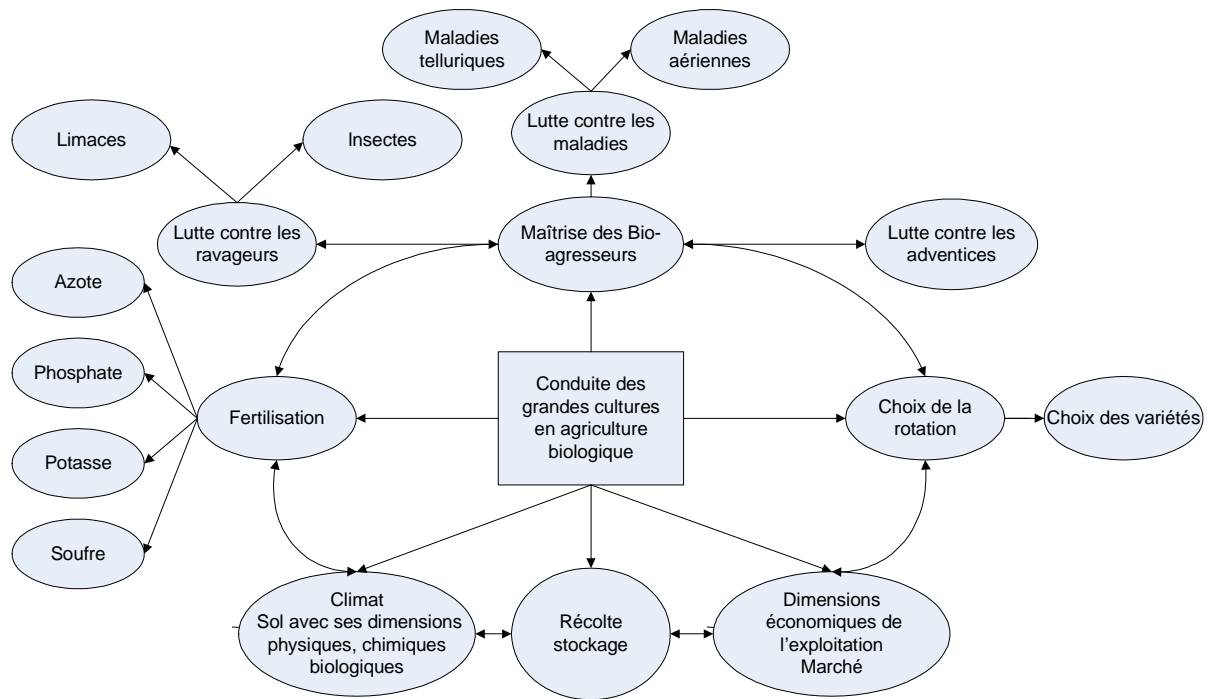 Maladies
telluriques
Maladies
aériennes
Lutte contre les
maladies
Limaces
Insectes
Lutte contre les
ravageurs
Maîtrise des Bio-
agresseurs
Lutte contre les
adventices
Azote
Phosphate
Potasse
Soufre
Fertilisation
Conduite des
grandes cultures
en agriculture
biologique
Choix de la
rotation
Choix des variétés
Climat
Sol avec ses dimensions
physiques, chimiques
biologiques
Récolte
stockage
Dimensions
économiques de
l'exploitation
Marché